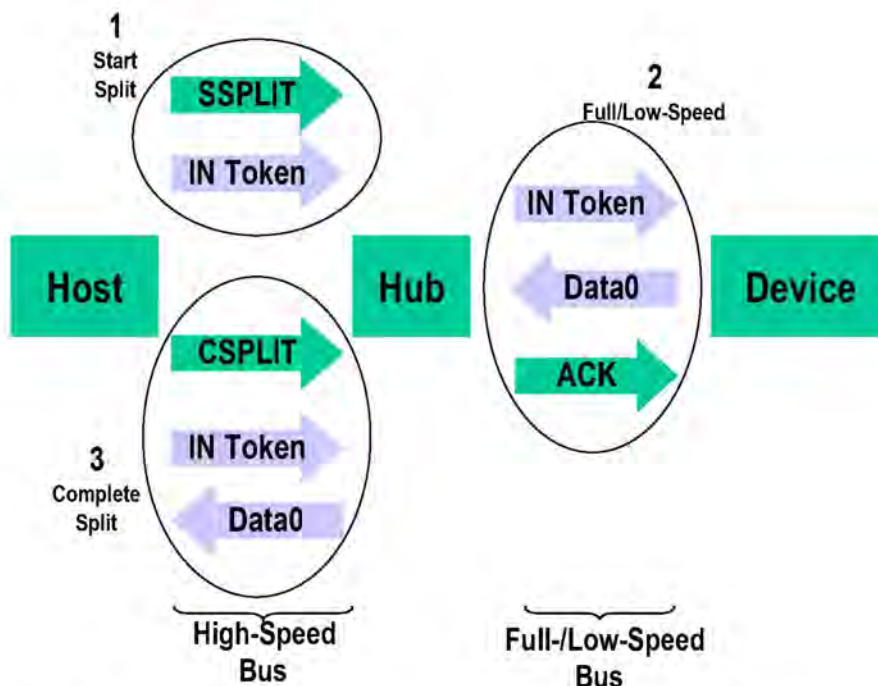 1
Start
Split
SSPLIT
IN Token
2
Full/Low-Speed
IN Token
Data0
ACK
Host
Hub
Device
CSPLIT
IN Token
Data0
3
Complete
Split
High-Speed
Bus
Full-/Low-Speed
Bus